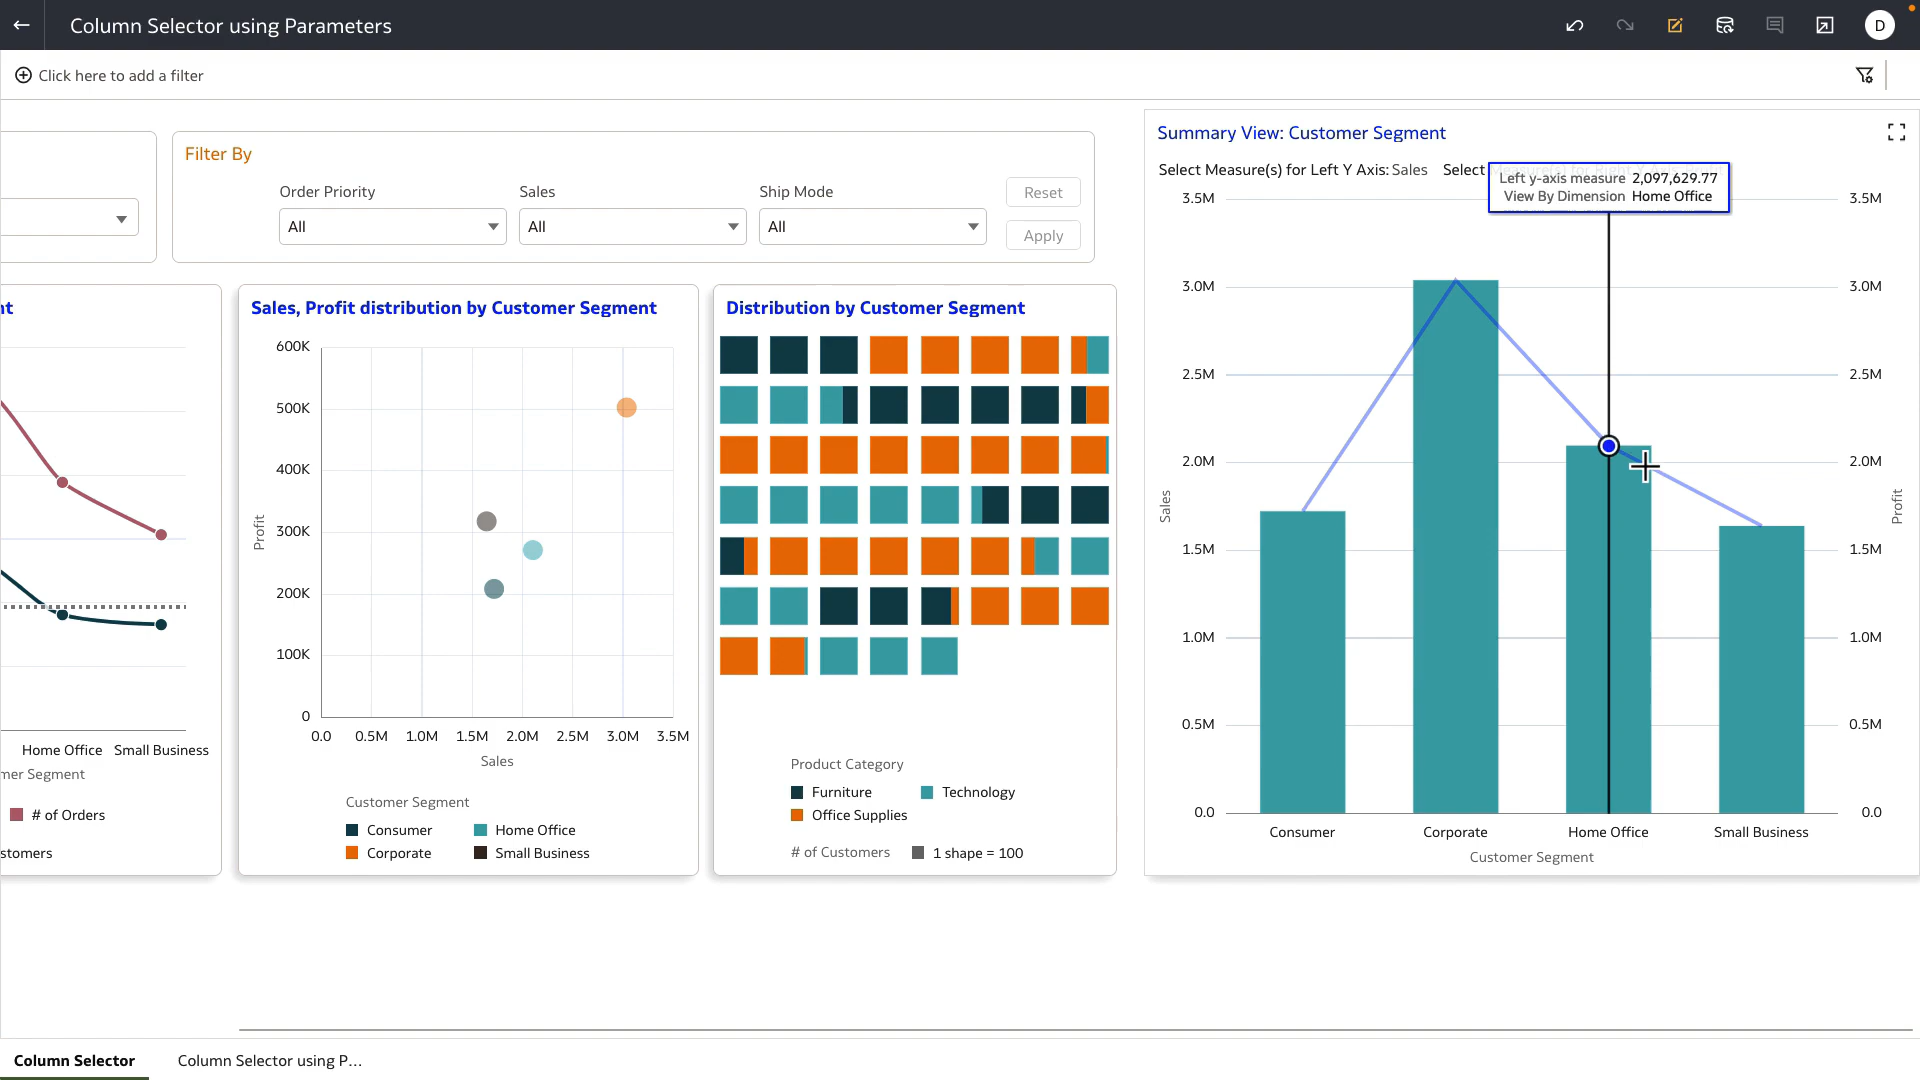 Column Selector using Parameters
D
Click here to add a filter
Filter By
Order Priority
Sales
Ship Mode
All
All
All
Reset
Apply
nt
Home Office
Small Business
mer Segment
# of Orders
stomers
Sales, Profit distribution by Customer Segment
600K
500K
400K
300K
200K
100K
0
Profit
0.0
0.5M
1.0M
1.5M
2.0M
2.5M
3.0M
3.5M
Sales
Customer Segment
Consumer
Home Office
Corporate
Small Business
Distribution by Customer Segment
Product Category
Furniture
Technology
Office Supplies
# of Customers
1 shape = 100
Summary View: Customer Segment
Select Measure(s) for Left Y Axis: Sales Select
Left y-axis measure 2,097,629.77
View By Dimension Home Office
3.5M
3.0M
2.5M
2.0M
1.5M
1.0M
0.5M
0.0
Sales
3.5M
3.0M
2.5M
2.0M
1.5M
1.0M
0.5M
0.0
Profit
Consumer
Corporate
Home Office
Small Business
Customer Segment
Column Selector
Column Selector using P...